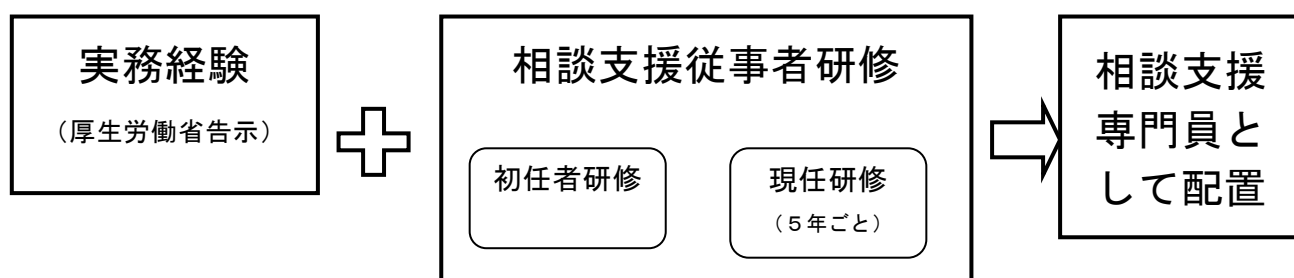 実務経験
（厚生労働省告示）
相談支援従事者研修
初任者研修
現任研修
（５年ごと）
相談支援
専門員と
して配置